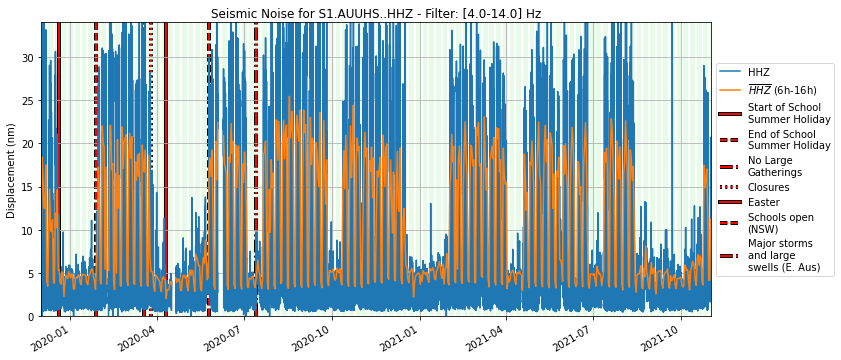 Seismic Noise for S1.AUUHS..HHZ - Filter: [4.0-14.0] Hz
Displacement (nm)
30
25
20
15
10
5
0
2020-01
2020-04
2020-07
2020-10
2021-01
2021-04
2021-07
2021-10
HHZ
HHZ (6h-16h)
Start of School
Summer Holiday
End of School
Summer Holiday
No Large
Gatherings
Closures
Easter
Schools open
(NSW)
Major storms
and large
swells (E. Aus)